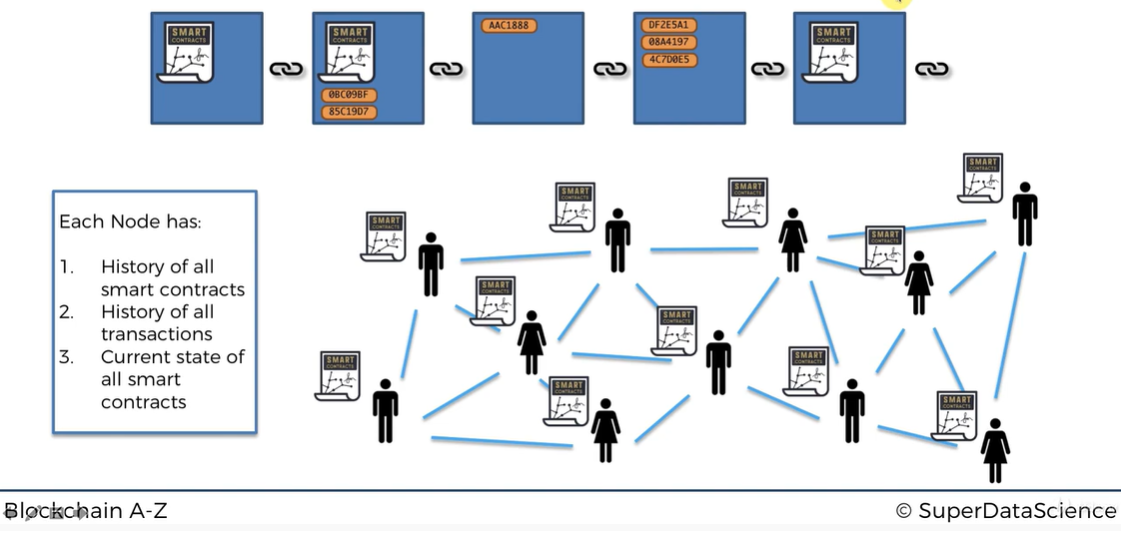 SMART
CONTRACTS
SMART
CONTRACTS
0BC09BF
85C19D7
AAC1888
DF2E5A1
08A4197
4C7D0E5
SMART
CONTRACTS
Each Node has:
1. History of all
smart contracts
2. History of all
transactions
3. Current state of
all smart
contracts
SMART
CONTRACTS
SMART
CONTRACTS
SMART
CONTRACTS
SMART
CONTRACTS
SMART
CONTRACTS
SMART
CONTRACTS
SMART
CONTRACTS
SMART
CONTRACTS
SMART
CONTRACTS
SMART
CONTRACTS
SMART
CONTRACTS
Blockchain A-Z
© SuperDataScience